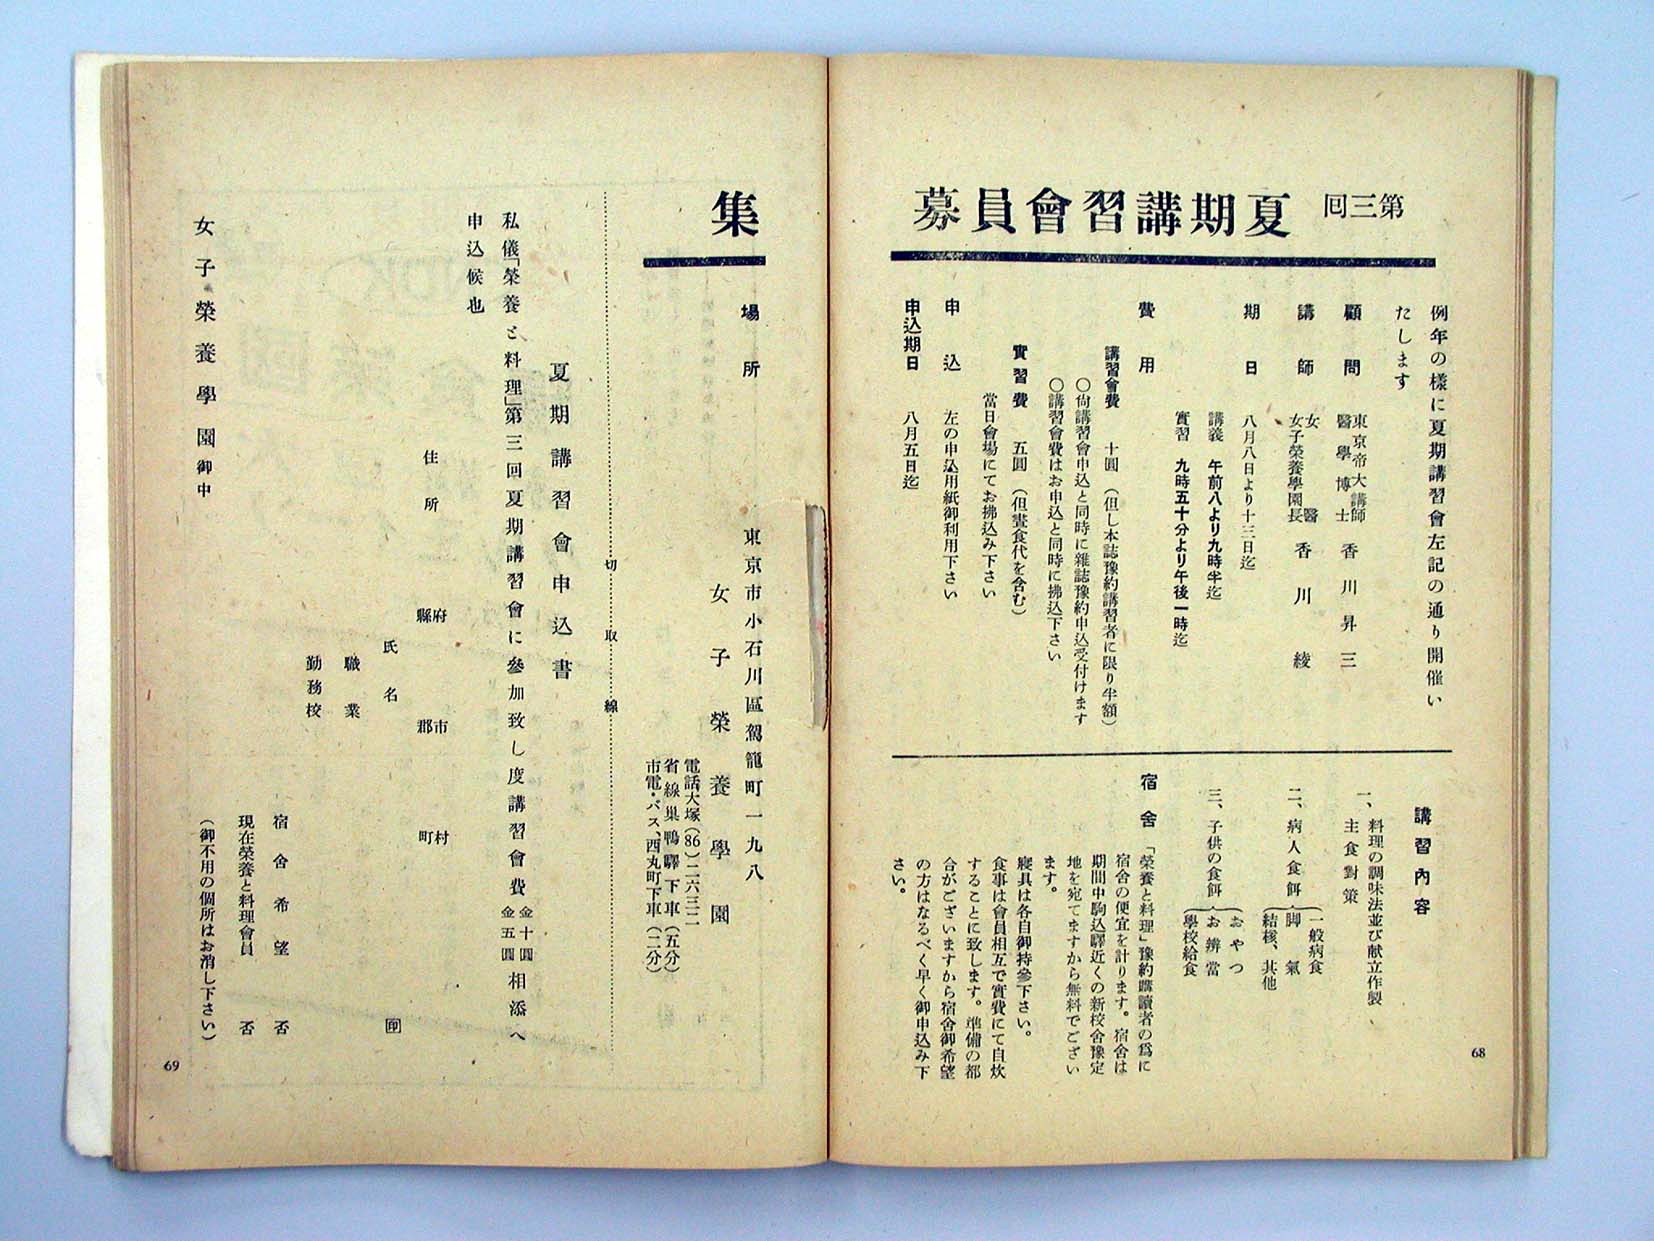 第三回 夏期講習會員募
例年の樣に夏期講習會左記の通り開催い
たします
顧問 東京帝大講師 醫學博士 香川昇三
講師 女醫 女子榮養學園長 香川綾
期日 八月八日より十三日迄
講義 午前八より九時半迄
實習 九時五十分より午後一時迄
費用
講習會費 十圓(但し本誌豫約講習者に限り半額)
〇尙講習會申込と同時に雜誌豫約申込受付けます
〇講習會費はお申込と同時に拂込下さい
實習費 五圓(但晝食代を含む)
當日會場にてお拂込み下さい
申込 左の申込用紙御利用下さい
申込期日 八月五日迄
講習內容
一、料理の調味法並び献立作製
主食對策
二、病人食餌{一般病食
脚氣
結核、其他
三、子供の食餌{おやつ
お辨當
學校給食
宿舍 「榮養と料理」豫約購讀者の爲に
宿舍の便宜を計ります。宿舍は
期間中駒込驛近くの新校舍豫定
地を宛てますから無料でござい
ます。
寢具は各自御持參下さい。
食事は會員相互で實費にて自炊
することに致します。準備の都
合がございますから宿舍御希望
の方はなるべく早く御申込み下
さい。
68
集
場所 東京市小石川區駕籠町一九八
女子榮養學園
電話大塚(86)二六三二
省線巢鴨驛下車(五分)
市電・バス、西丸町下車(二分)
切取線
夏期講習會申込書
私儀「榮養と料理」第三回夏期講習會に參加致し度講習會費 金十圓 金五圓 相添へ
申込候也
住所 府縣 市郡 村町
氏名 ㊞
職業
勤務校
宿舍希望 否
現在榮養と料理會員 否
(御不用の個所はお消し下さい)
女子榮養學園御中
69